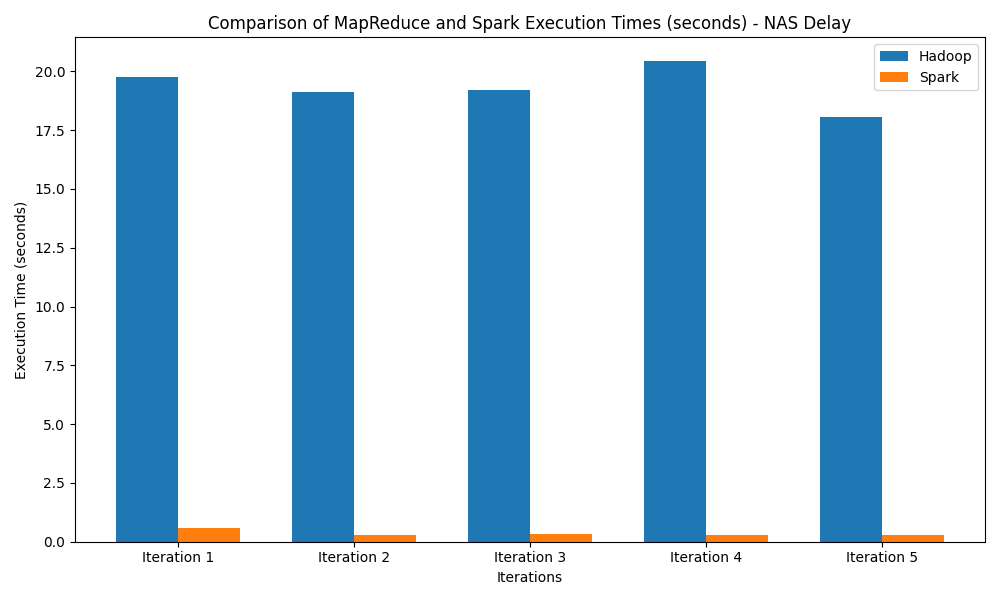 Comparison of MapReduce and Spark Execution Times (seconds) - NAS Delay
Hadoop
Spark
Execution Time (seconds)
20.0
17.5
15.0
12.5
10.0
7.5
5.0
2.5
0.0
Iteration 1
Iteration 2
Iteration 3
Iteration 4
Iteration 5
Iterations